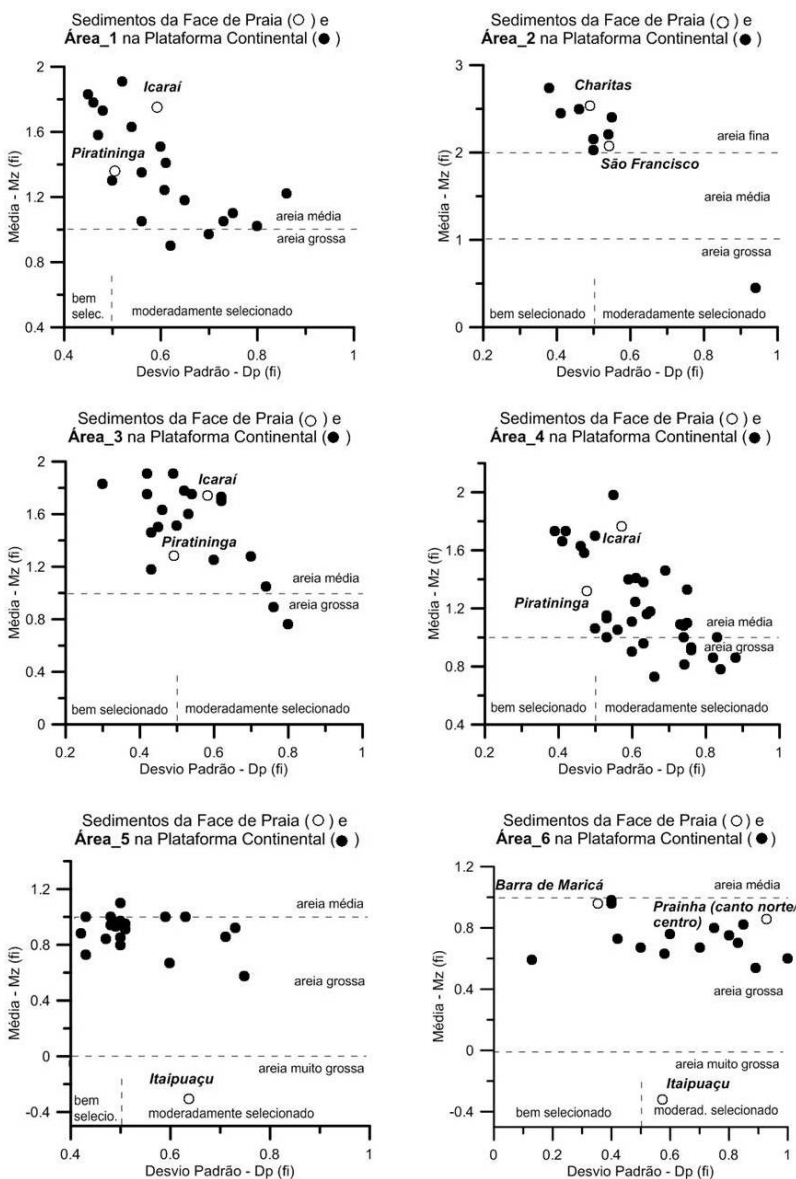 Sedimentos da Face de Praia (○) e
Área_1 na Plataforma Continental (●)
2
1.6
1.2
0.8
0.4
Média - Mz (fi)
Icaraí
Piratininga
areia média
areia grossa
bem
selec.
moderadamente selecionado
0.4
0.6
0.8
1
Desvio Padrão - Dp (fi)
Sedimentos da Face de Praia (○) e
Área_2 na Plataforma Continental (●)
3
2
1
0
Média - Mz (fi)
Charitas
São Francisco
areia fina
areia média
areia grossa
bem selecionado
moderadamente selecionado
0.2
0.4
0.6
0.8
1
Desvio Padrão - Dp (fi)
Sedimentos da Face de Praia (○) e
Área_3 na Plataforma Continental (●)
2
1.6
1.2
0.8
0.4
0
Média - Mz (fi)
Icaraí
Piratininga
areia média
areia grossa
bem selecionado
moderadamente selecionado
0.2
0.4
0.6
0.8
1
Desvio Padrão - Dp (fi)
Sedimentos da Face de Praia (○) e
Área_4 na Plataforma Continental (●)
2
1.6
1.2
0.8
0.4
Média - Mz (fi)
Icaraí
Piratininga
areia média
areia grossa
bem selecionado
moderadamente selecionado
0.2
0.4
0.6
0.8
1
Desvio Padrão - Dp (fi)
Sedimentos da Face de Praia (○) e
Área_5 na Plataforma Continental (●)
1.2
0.8
0.4
0
-0.4
Média - Mz (fi)
areia média
areia grossa
areia muito grossa
Itaipuaçu
bem
selecio.
moderadamente selecionado
0.4
0.6
0.8
1
Desvio Padrão - Dp (fi)
Sedimentos da Face de Praia (○) e
Área_6 na Plataforma Continental (●)
1.2
0.8
0.4
0
-0.4
Média - Mz (fi)
Barra de Maricá
areia média
Prainha (canto norte/
centro)
areia grossa
areia muito grossa
Itaipuaçu
bem selecionado
moderad. selecionado
0
0.2
0.4
0.6
0.8
1
Desvio Padrão - Dp (fi)